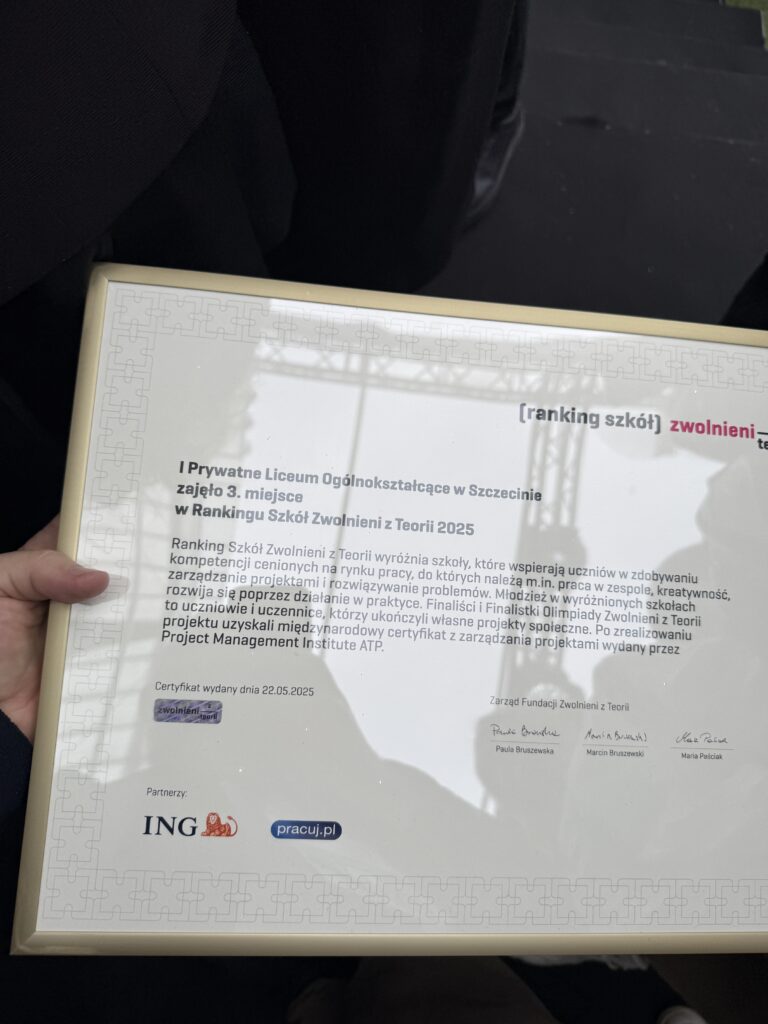 [ranking szkół] zwolnieni
te
I Prywatne Liceum Ogólnokształcące w Szczecinie
zajęło 3. miejsce
w Rankingu Szkół Zwolnieni z Teorii 2025
Ranking Szkół Zwolnieni z Teorii wyróżnia szkoły, które wspierają uczniów w zdobywaniu
kompetencji cenionych na rynku pracy, do których należą m.in. praca w zespole, kreatywność,
zarządzanie projektami i rozwiązywanie problemów. Młodzież w wyróżnionych szkołach
rozwija się poprzez działanie w praktyce. Finaliści i Finalistki Olimpiady Zwolnieni z Teorii
to uczniowie i uczennice, którzy ukończyli własne projekty społeczne. Po zrealizowaniu
projektu uzyskali międzynarodowy certyfikat z zarządzania projektami wydany przez
Project Management Institute ATP.
Certyfikat wydany dnia 22.05.2025
zwolnieni z
teorii
Zarząd Fundacji Zwolnieni z Teorii
Paula Bruszewska Marcin Bruszewski Maria Paściak
Partnerzy:
ING pracuj.pl